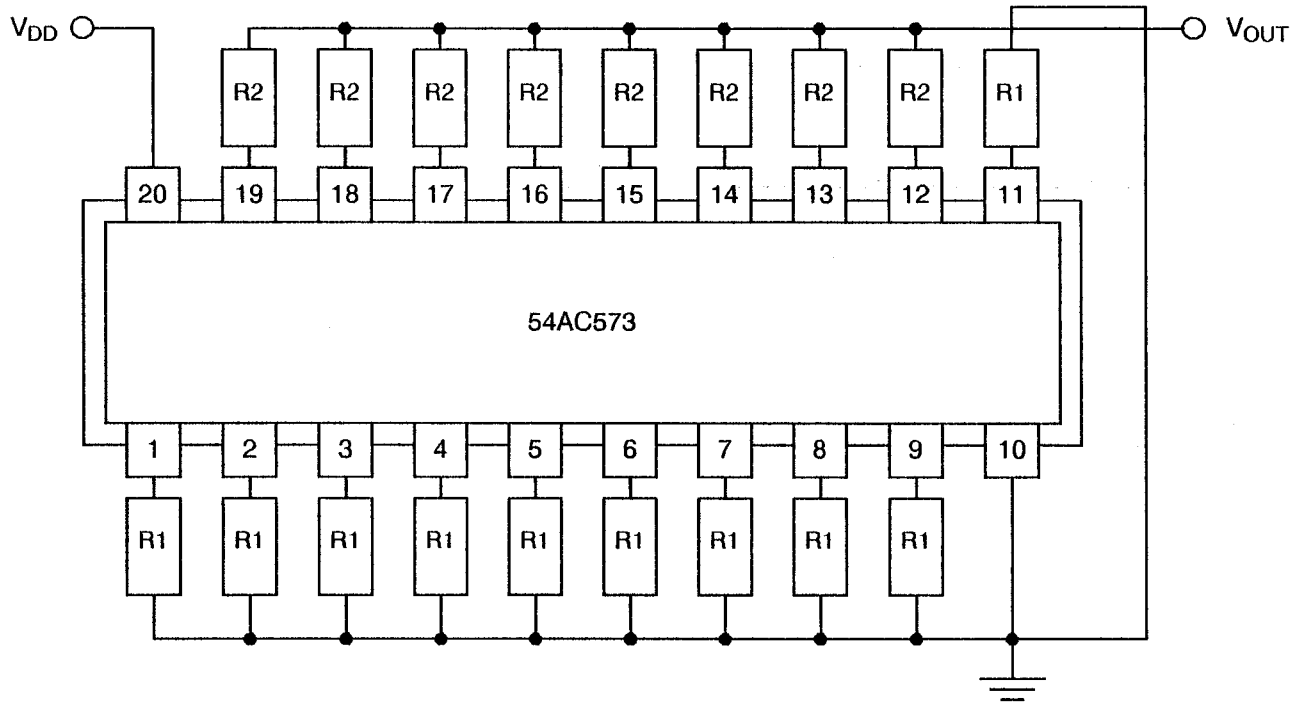 V_DD V_OUT
R2 R2 R2 R2 R2 R2 R2 R2 R1
20 19 18 17 16 15 14 13 12 11
54AC573
1 2 3 4 5 6 7 8 9 10
R1 R1 R1 R1 R1 R1 R1 R1 R1